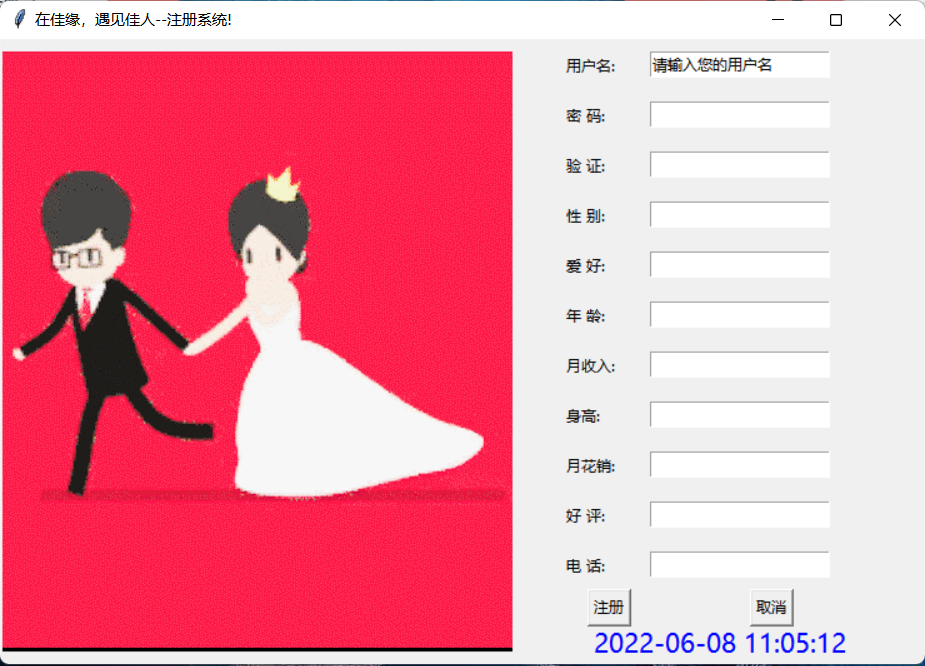 在佳缘，遇见佳人--注册系统!
用户名: 请输入您的用户名
密 码:
验 证:
性 别:
爱 好:
年 龄:
月收入:
身高:
月花销:
好 评:
电 话:
注册 取消
2022-06-08 11:05:12